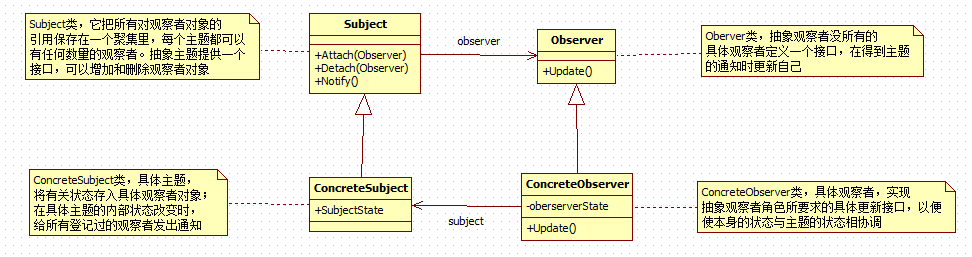 Subject类，它把所有对观察者对象的
引用保存在一个聚集里，每个主题都可以
有任何数量的观察者。抽象主题提供一个
接口，可以增加和删除观察者对象
Subject
+Attach(Observer)
+Detach(Observer)
+Notify()
observer
Observer
+Update()
Oberver类，抽象观察者没所有的
具体观察者定义一个接口，在得到主题
的通知时更新自己
ConcreteSubject类，具体主题，
将有关状态存入具体观察者对象；
在具体主题的内部状态改变时，
给所有登记过的观察者发出通知
ConcreteSubject
+SubjectState
subject
ConcreteObserver
-oberserverState
+Update()
ConcreteObserver类，具体观察者，实现
抽象观察者角色所要求的具体更新接口，以便
使本身的状态与主题的状态相协调